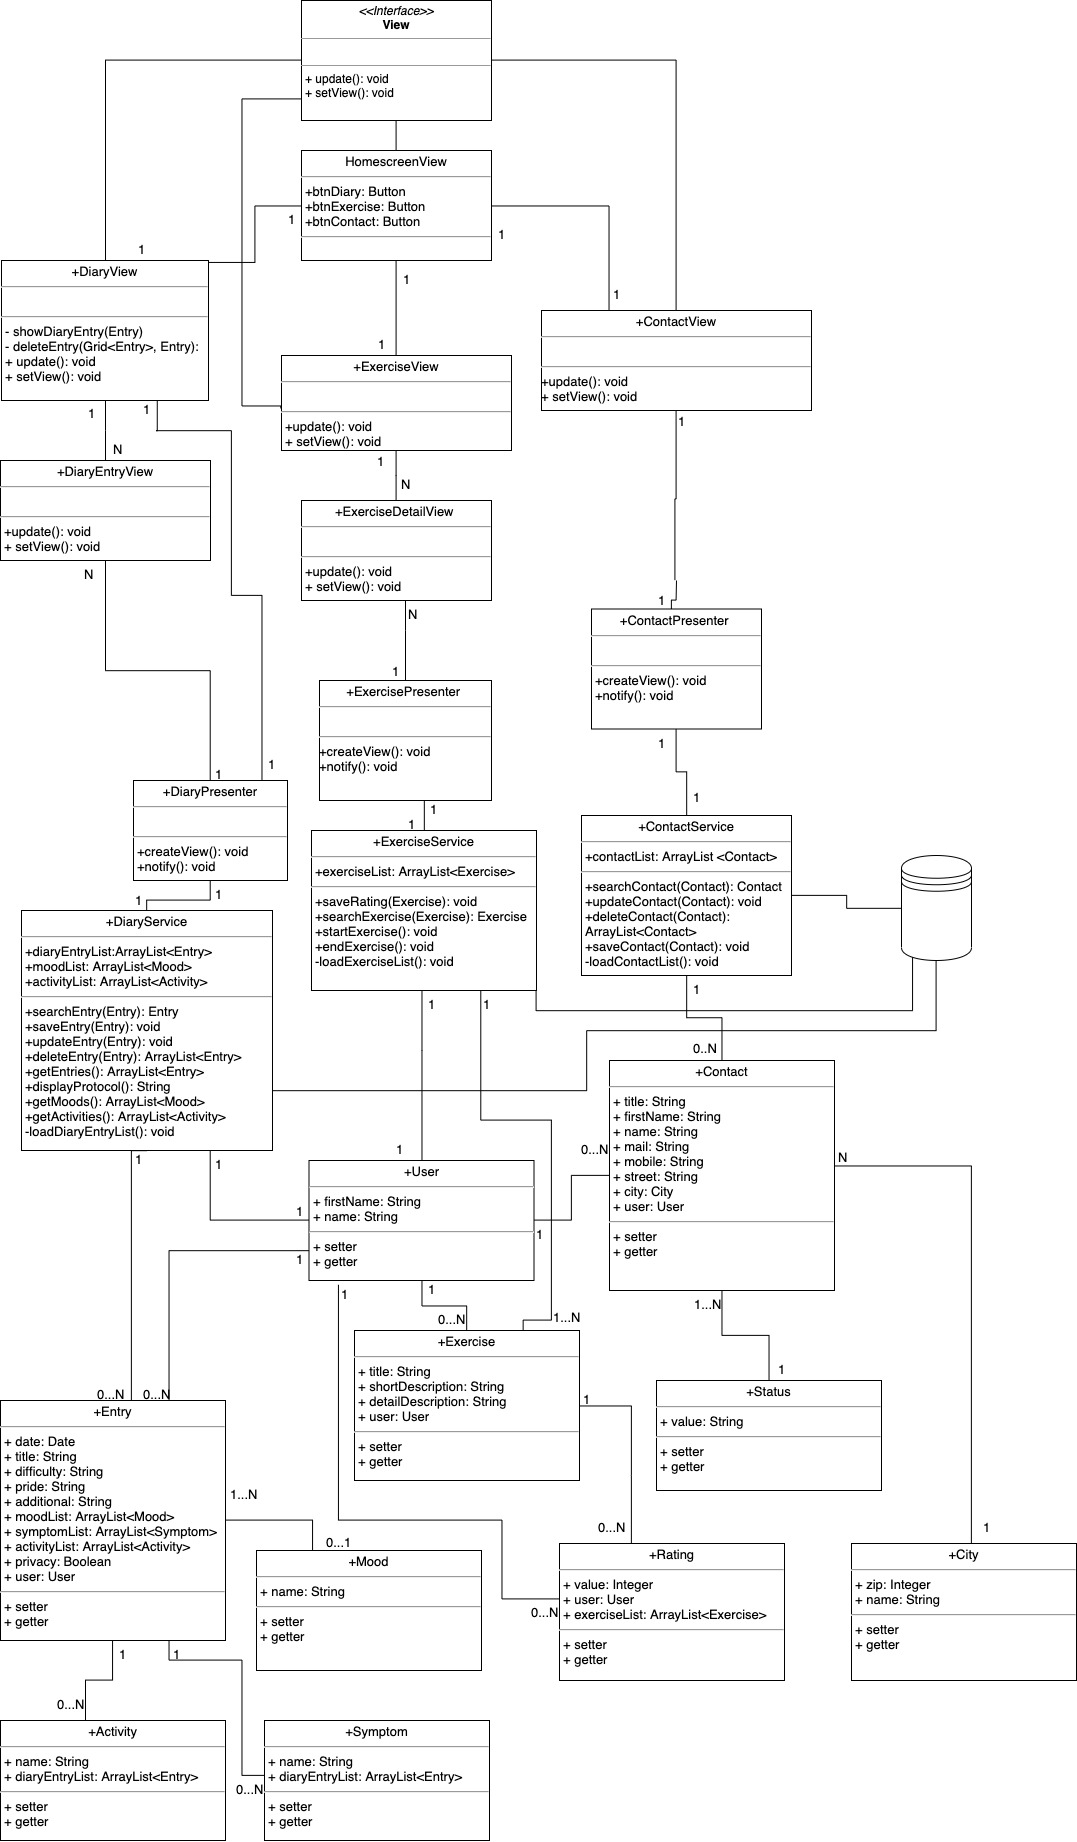 <<Interface>>
View
+ update(): void
+ setView(): void
HomescreenView
+btnDiary: Button
+btnExercise: Button
+btnContact: Button
1
1
1
1
1
1
+DiaryView
- showDiaryEntry(Entry)
- deleteEntry(Grid<Entry>, Entry):
+ update(): void
+ setView(): void
1
1
N
+ExerciseView
+update(): void
+ setView(): void
1
N
+ContactView
+update(): void
+ setView(): void
1
1
+DiaryEntryView
+update(): void
+ setView(): void
N
+ExerciseDetailView
+update(): void
+ setView(): void
N
1
+ContactPresenter
+createView(): void
+notify(): void
1
1
+ExercisePresenter
+createView(): void
+notify(): void
1
1
1
1
+DiaryPresenter
+createView(): void
+notify(): void
1
1
+DiaryService
+diaryEntryList:ArrayList<Entry>
+moodList: ArrayList<Mood>
+activityList: ArrayList<Activity>
+searchEntry(Entry): Entry
+saveEntry(Entry): void
+updateEntry(Entry): void
+deleteEntry(Entry): ArrayList<Entry>
+getEntries(): ArrayList<Entry>
+displayProtocol(): String
+getMoods(): ArrayList<Mood>
+getActivities(): ArrayList<Activity>
-loadDiaryEntryList(): void
1
1
+ExerciseService
+exerciseList: ArrayList<Exercise>
+saveRating(Exercise): void
+searchExercise(Exercise): Exercise
+startExercise(): void
+endExercise(): void
-loadExerciseList(): void
1
1
+ContactService
+contactList: ArrayList <Contact>
+searchContact(Contact): Contact
+updateContact(Contact): void
+deleteContact(Contact):
ArrayList<Contact>
+saveContact(Contact): void
-loadContactList(): void
1
0..N
+Contact
+ title: String
+ firstName: String
+ name: String
+ mail: String
+ mobile: String
+ street: String
+ city: City
+ user: User
+ setter
+ getter
0...N
N
1...N
1
1
1
+User
+ firstName: String
+ name: String
+ setter
+ getter
1
1
1
1
0...N
1...N
+Exercise
+ title: String
+ shortDescription: String
+ detailDescription: String
+ user: User
+ setter
+ getter
1
1
+Status
+ value: String
+ setter
+ getter
0...N
0...N
+Entry
+ date: Date
+ title: String
+ difficulty: String
+ pride: String
+ additional: String
+ moodList: ArrayList<Mood>
+ symptomList: ArrayList<Symptom>
+ activityList: ArrayList<Activity>
+ privacy: Boolean
+ user: User
+ setter
+ getter
1...N
0...1
+Mood
+ name: String
+ setter
+ getter
0...N
0...N
+Rating
+ value: Integer
+ user: User
+ exerciseList: ArrayList<Exercise>
+ setter
+ getter
1
+City
+ zip: Integer
+ name: String
+ setter
+ getter
1
1
0...N
+Activity
+ name: String
+ diaryEntryList: ArrayList<Entry>
+ setter
+ getter
0...N
+Symptom
+ name: String
+ diaryEntryList: ArrayList<Entry>
+ setter
+ getter